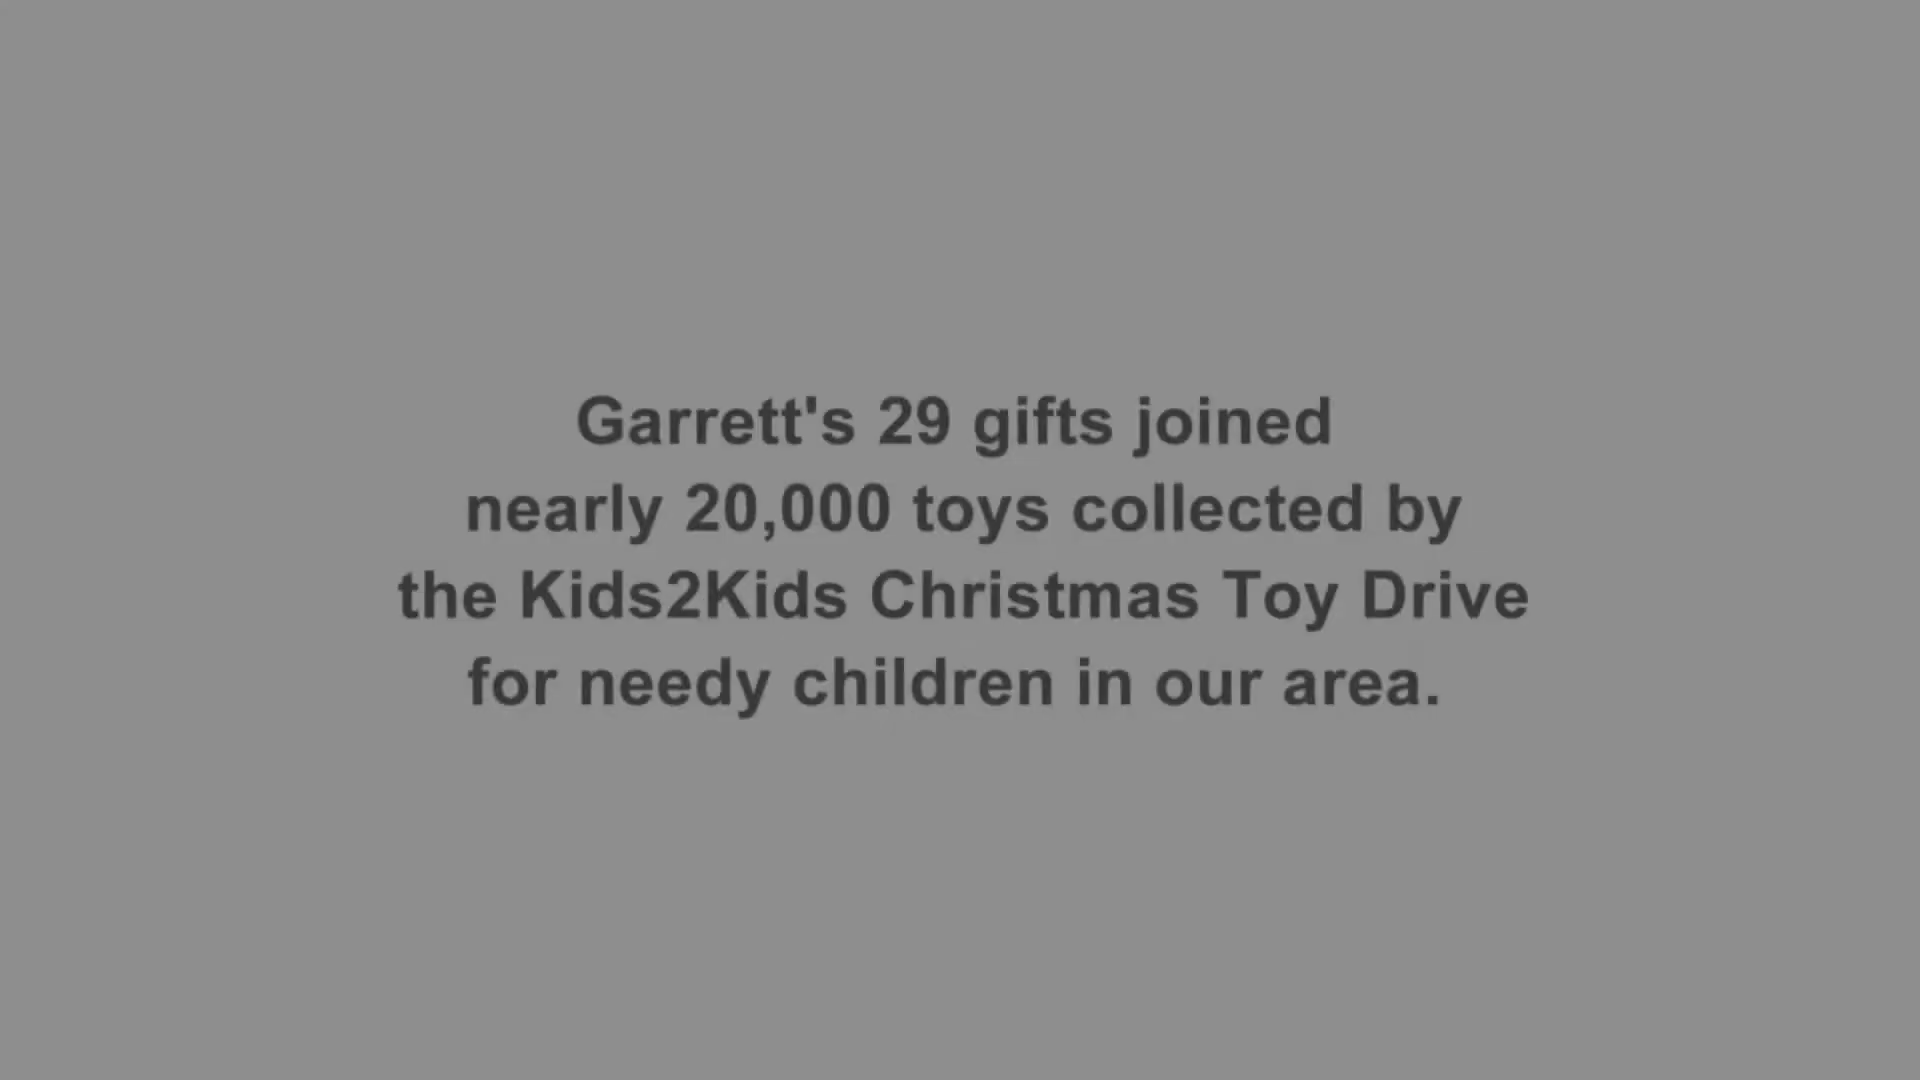 Garrett's 29 gifts joined
nearly 20,000 toys collected by
the Kids2Kids Christmas Toy Drive
for needy children in our area.